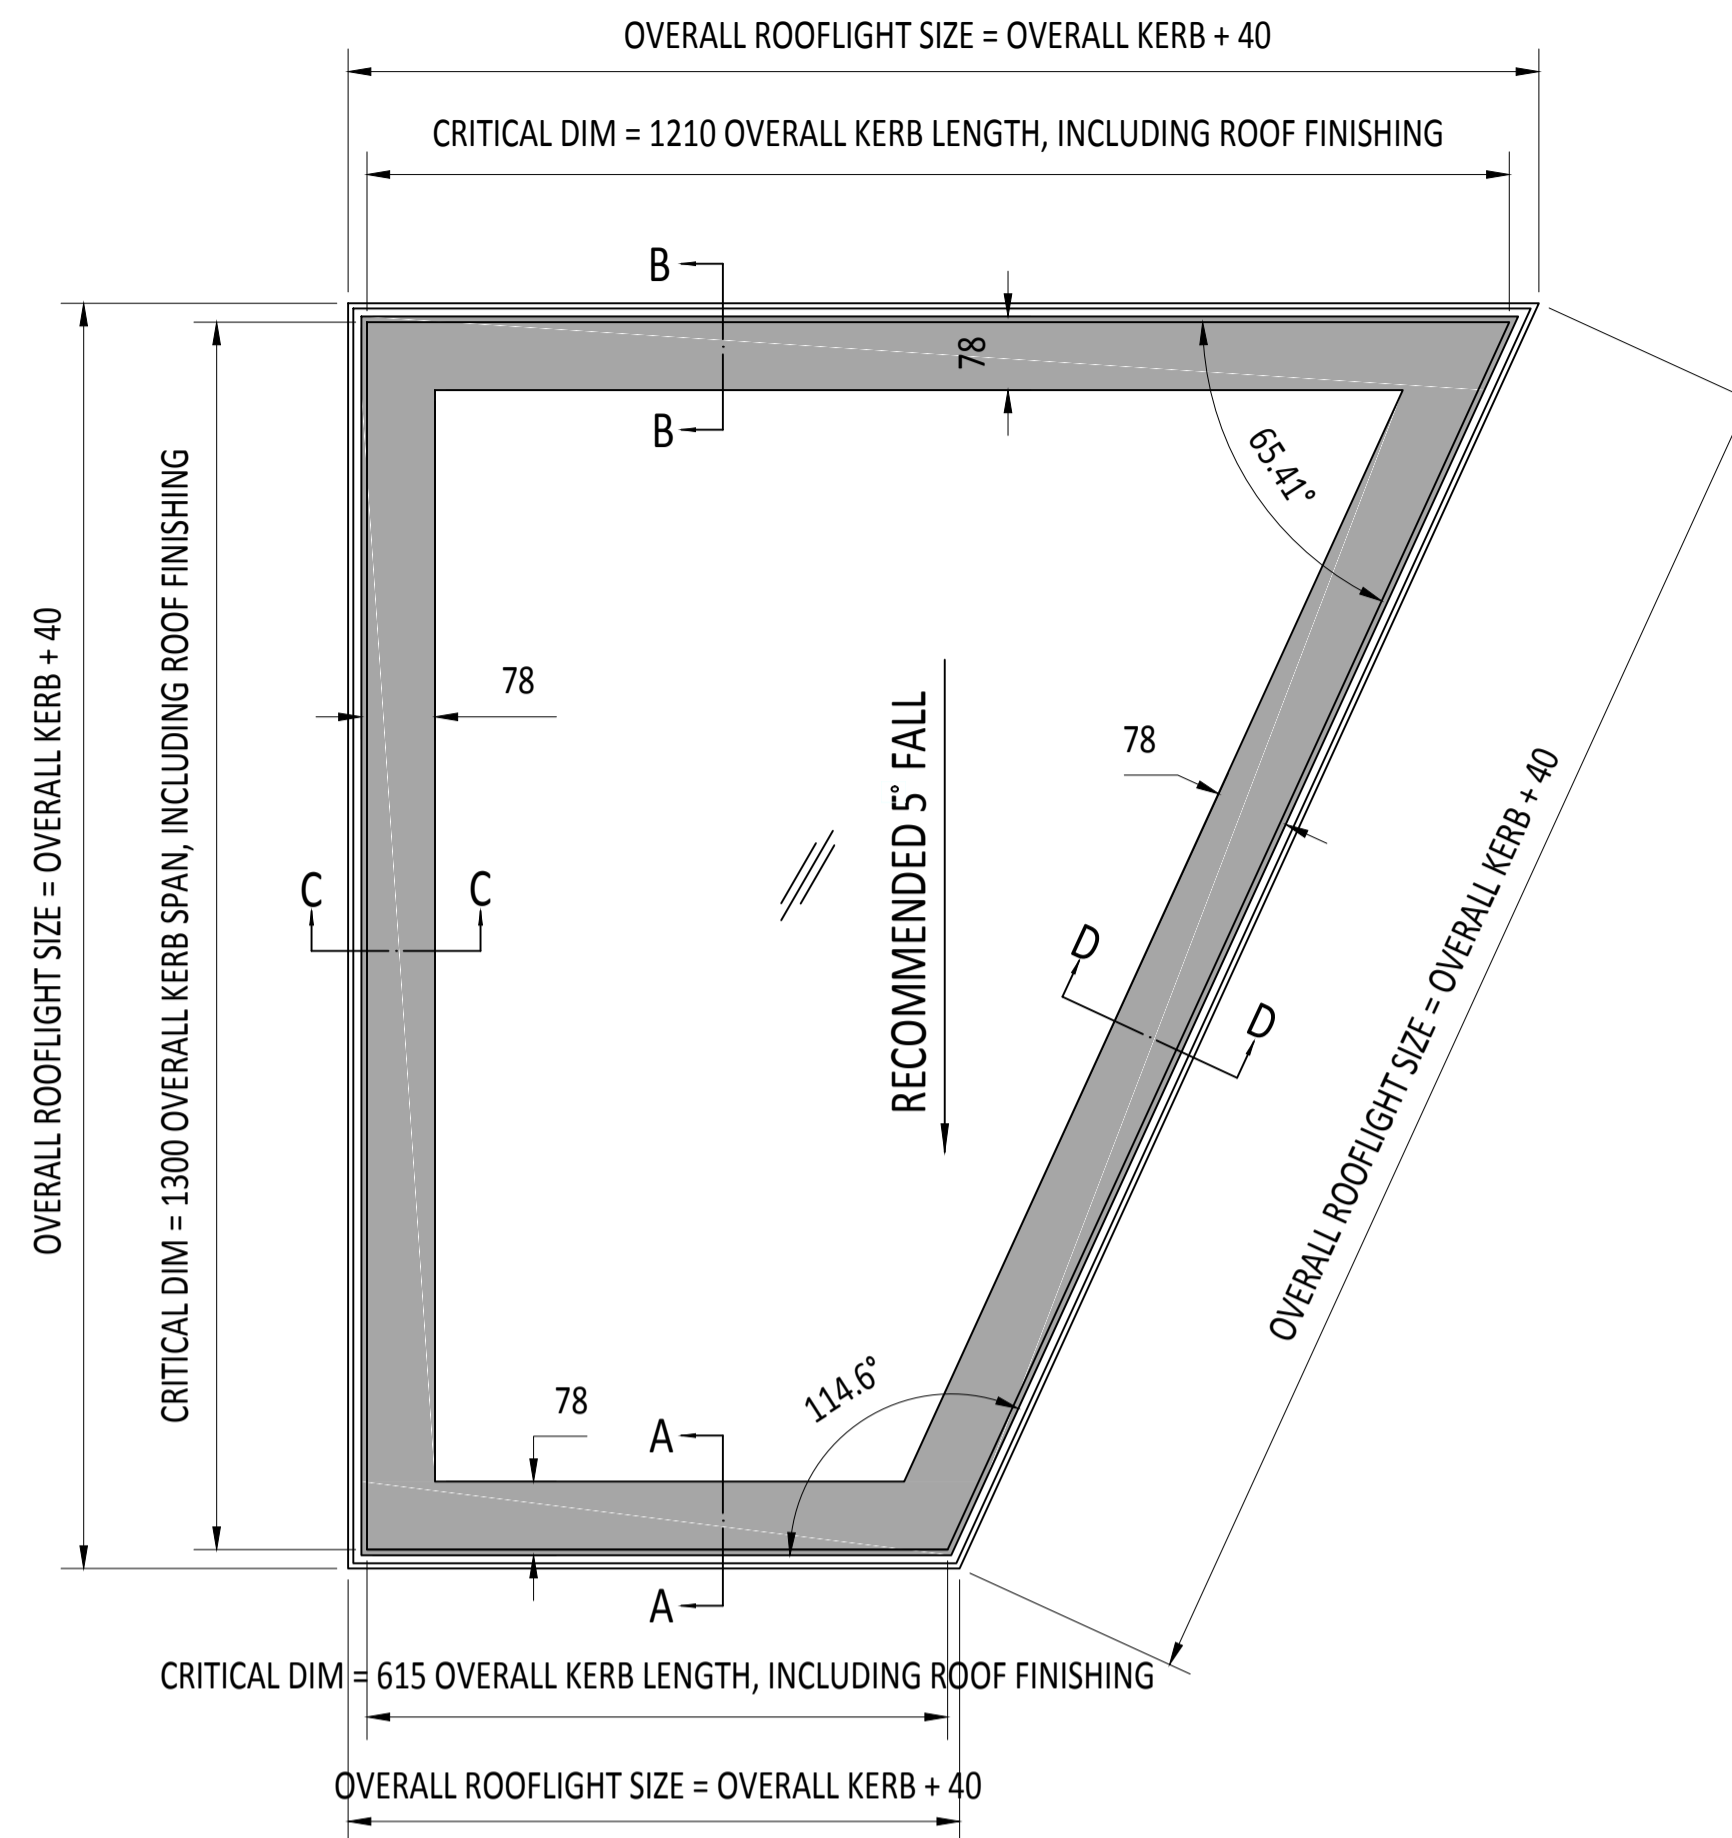 OVERALL ROOFLIGHT SIZE = OVERALL KERB + 40
CRITICAL DIM = 1210 OVERALL KERB LENGTH, INCLUDING ROOF FINISHING
B
B
78
65.41°
OVERALL ROOFLIGHT SIZE = OVERALL KERB + 40
CRITICAL DIM = 1300 OVERALL KERB SPAN, INCLUDING ROOF FINISHING
78
78
RECOMMENDED 5° FALL
C
C
D
D
OVERALL ROOFLIGHT SIZE = OVERALL KERB + 40
78
A
114.6°
A
CRITICAL DIM = 615 OVERALL KERB LENGTH, INCLUDING ROOF FINISHING
OVERALL ROOFLIGHT SIZE = OVERALL KERB + 40